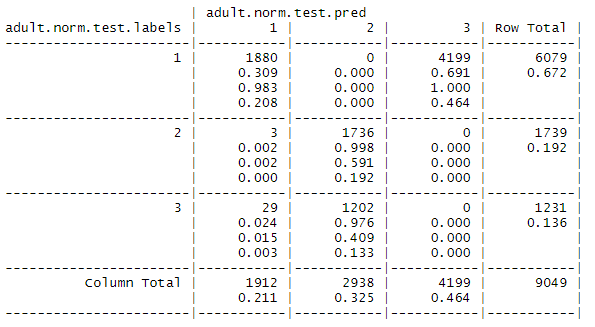 | adult.norm.test.pred
adult.norm.test.labels | 1 | 2 | 3 | Row Total |
-----------------------|-----------|-----------|-----------|-----------|
1 | 1880 | 0 | 4199 | 6079 |
| 0.309 | 0.000 | 0.691 | 0.672 |
| 0.983 | 0.000 | 1.000 | |
| 0.208 | 0.000 | 0.464 | |
-----------------------|-----------|-----------|-----------|-----------|
2 | 3 | 1736 | 0 | 1739 |
| 0.002 | 0.998 | 0.000 | 0.192 |
| 0.002 | 0.591 | 0.000 | |
| 0.000 | 0.192 | 0.000 | |
-----------------------|-----------|-----------|-----------|-----------|
3 | 29 | 1202 | 0 | 1231 |
| 0.024 | 0.976 | 0.000 | 0.136 |
| 0.015 | 0.409 | 0.000 | |
| 0.003 | 0.133 | 0.000 | |
-----------------------|-----------|-----------|-----------|-----------|
Column Total | 1912 | 2938 | 4199 | 9049 |
| 0.211 | 0.325 | 0.464 | |
-----------------------|-----------|-----------|-----------|-----------|